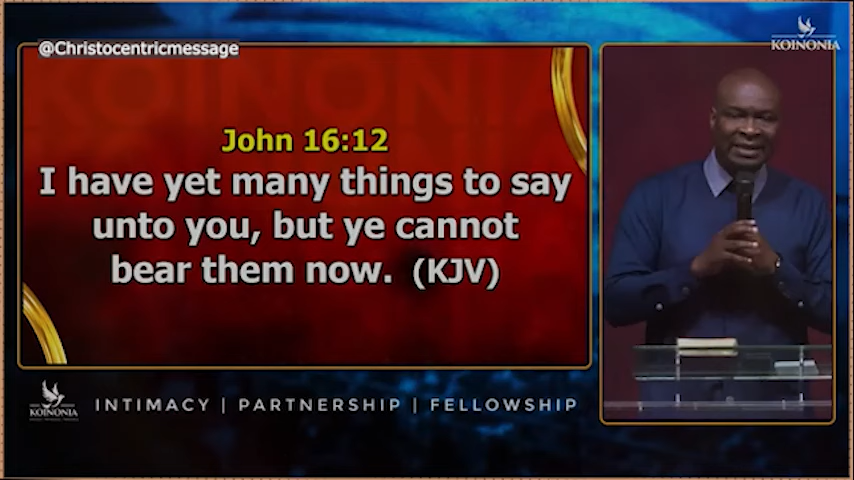 @Christocentricmessage
KOINONIA
KOINONIA
John 16:12
I have yet many things to say
unto you, but ye cannot
bear them now. (KJV)
KOINONIA
INTIMACY | PARTNERSHIP | FELLOWSHIP